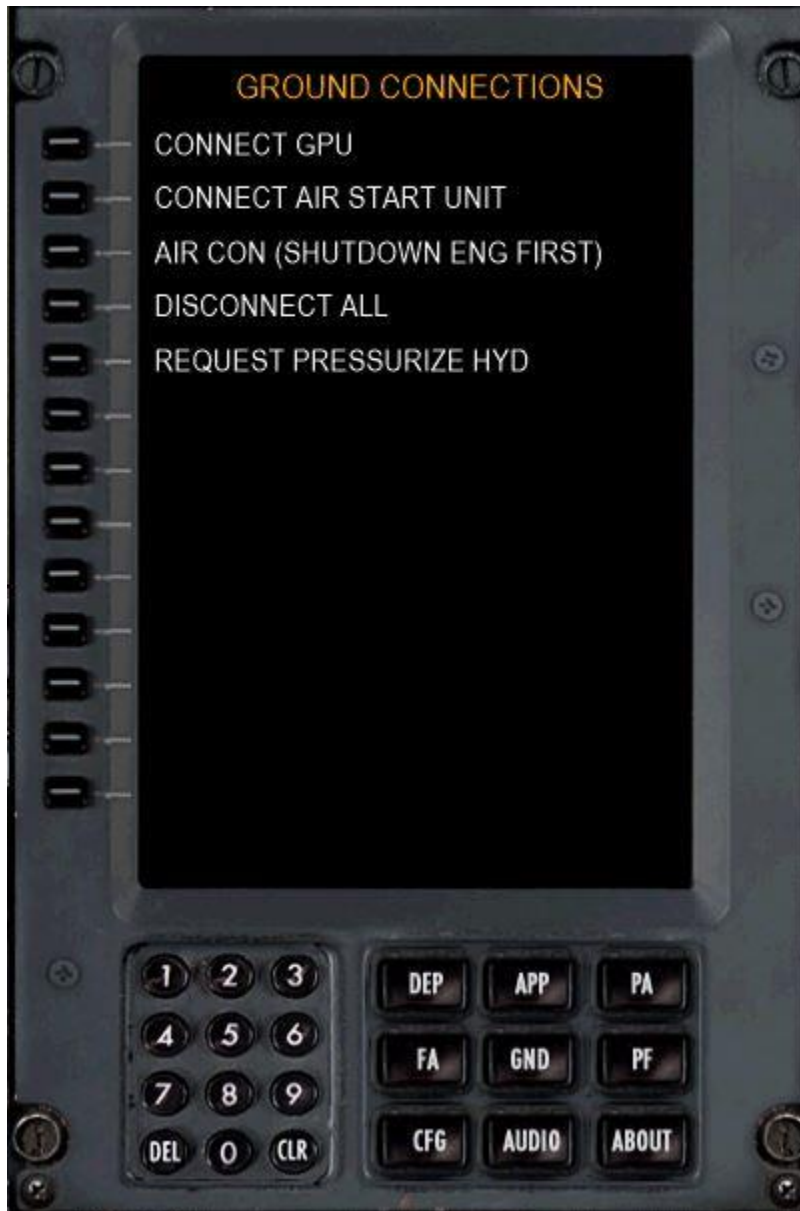 GROUND CONNECTIONS
CONNECT GPU
CONNECT AIR START UNIT
AIR CON (SHUTDOWN ENG FIRST)
DISCONNECT ALL
REQUEST PRESSURIZE HYD
1 2 3
4 5 6
7 8 9
DEL 0 CLR
DEP APP PA
FA GND PF
CFG AUDIO ABOUT